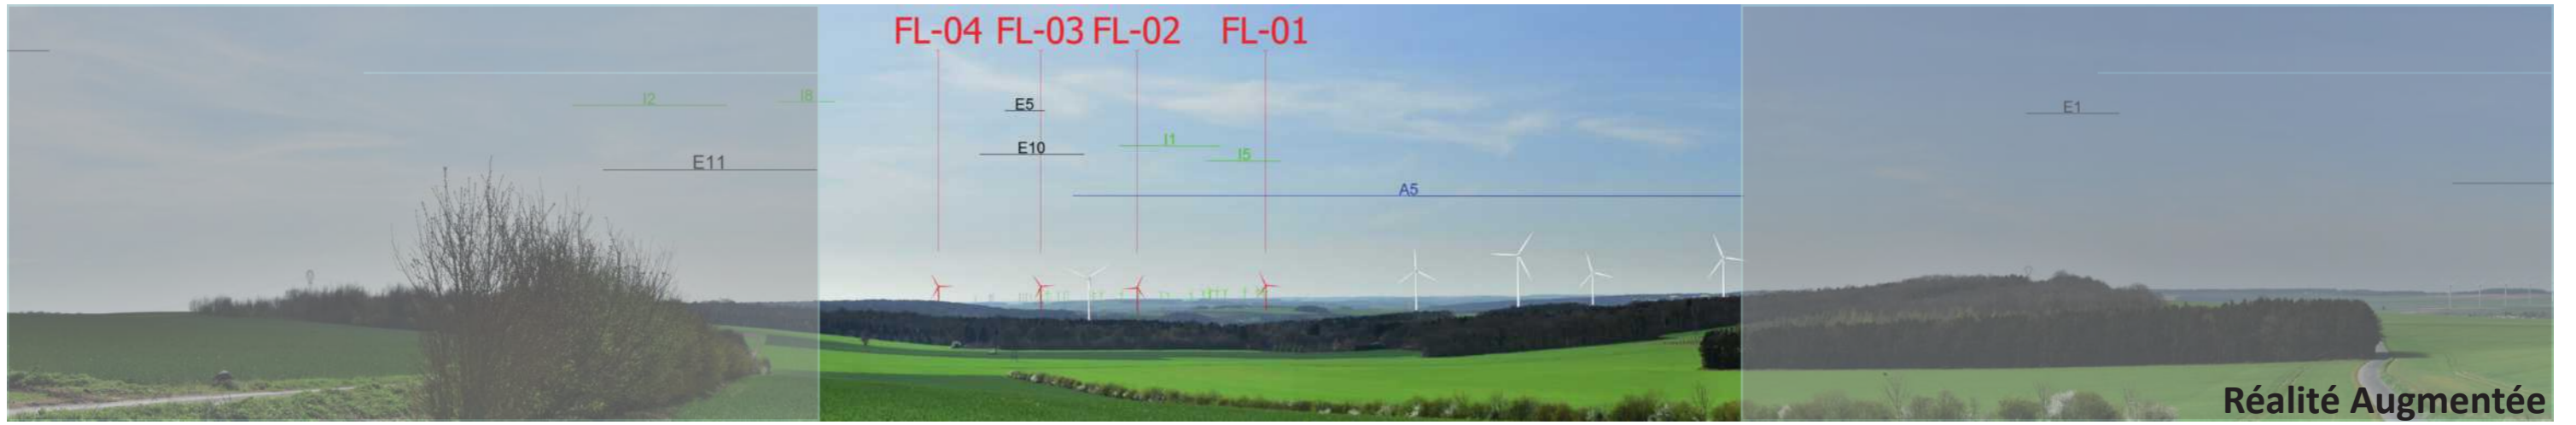 FL-04 FL-03 FL-02 FL-01
I2
I8
E5
E1
E11
E10
I1
I5
A5
Réalité Augmentée